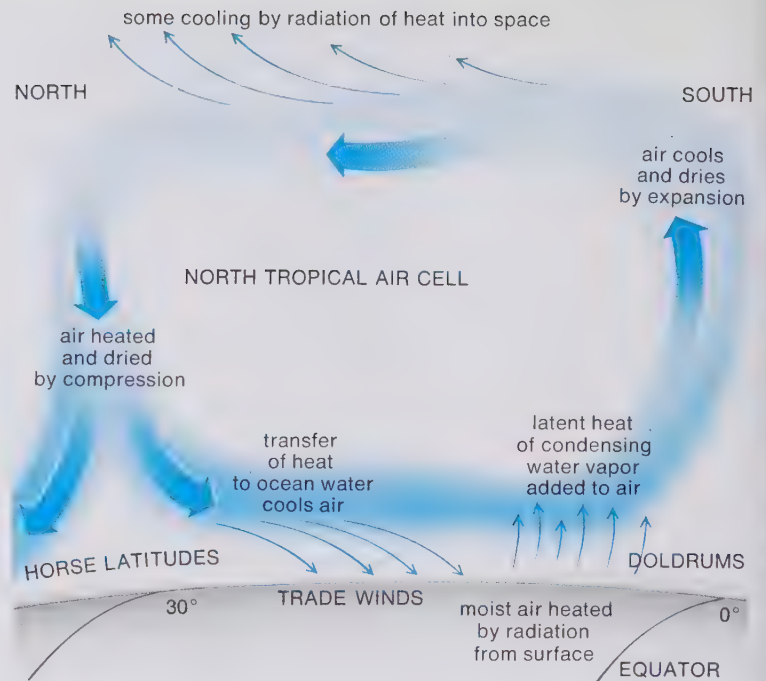 some cooling by radiation of heat into space
NORTH
SOUTH
air cools
and dries
by expansion
NORTH TROPICAL AIR CELL
air heated
and dried
by compression
transfer
of heat
to ocean water
cools air
latent heat
of condensing
water vapor
added to air
HORSE LATITUDES
DOLDRUMS
30°
TRADE WINDS
moist air heated
by radiation
from surface
0°
EQUATOR